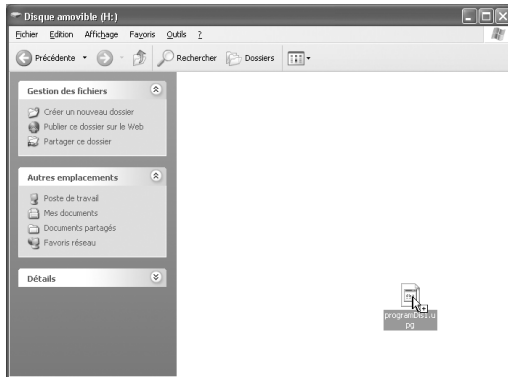 Disque amovible (H:)
Fichier Edition Affichage Favoris Outils ?
Précédente Rechercher Dossiers
Gestion des fichiers
Créer un nouveau dossier
Publier ce dossier sur le Web
Partager ce dossier
Autres emplacements
Poste de travail
Mes documents
Documents partagés
Favoris réseau
Détails
pg